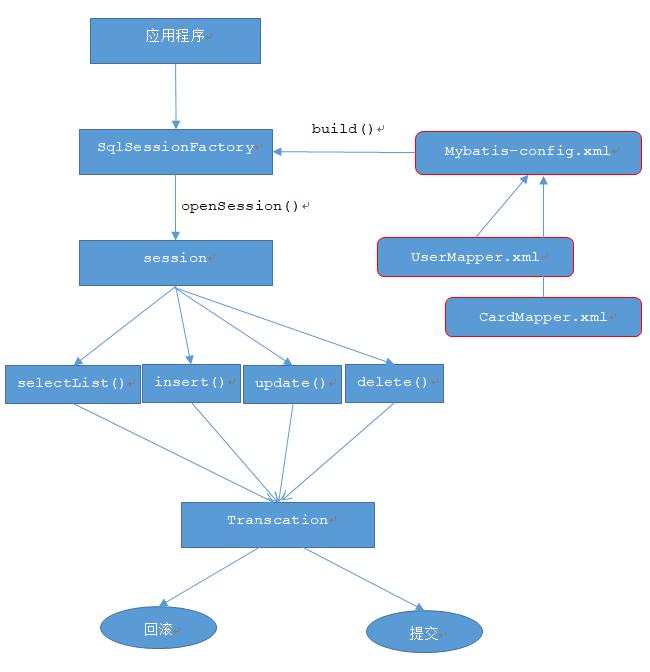 应用程序
build()
SqlSessionFactory
Mybatis-config.xml
openSession()
session
UserMapper.xml
CardMapper.xml
selectList()
insert()
update()
delete()
Transcation
回滚
提交